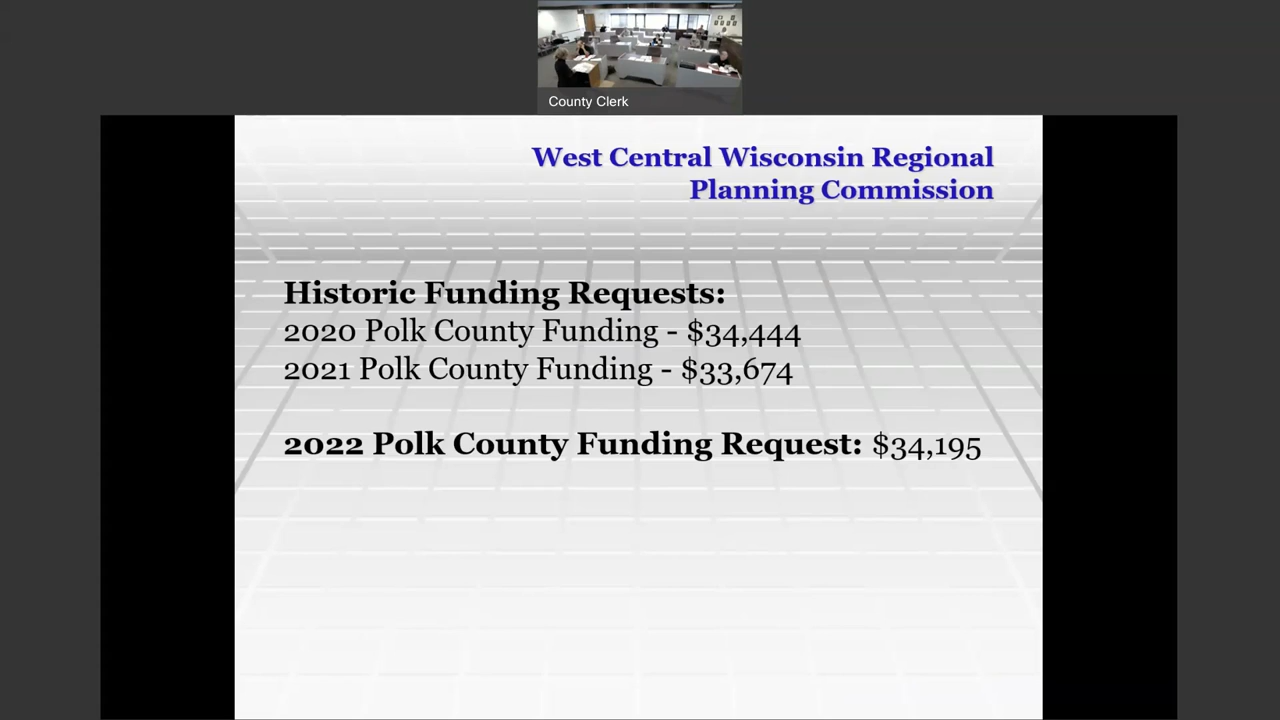 County Clerk
West Central Wisconsin Regional
Planning Commission
Historic Funding Requests:
2020 Polk County Funding - $34,444
2021 Polk County Funding - $33,674
2022 Polk County Funding Request: $34,195